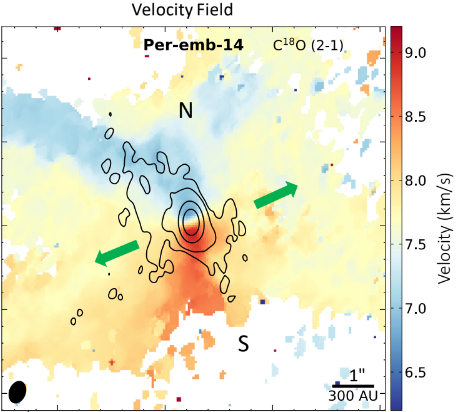 Velocity Field
Per-emb-14 C¹⁸O (2-1)
N
S
1"
300 AU
9.0
8.5
8.0
7.5
7.0
6.5
Velocity (km/s)